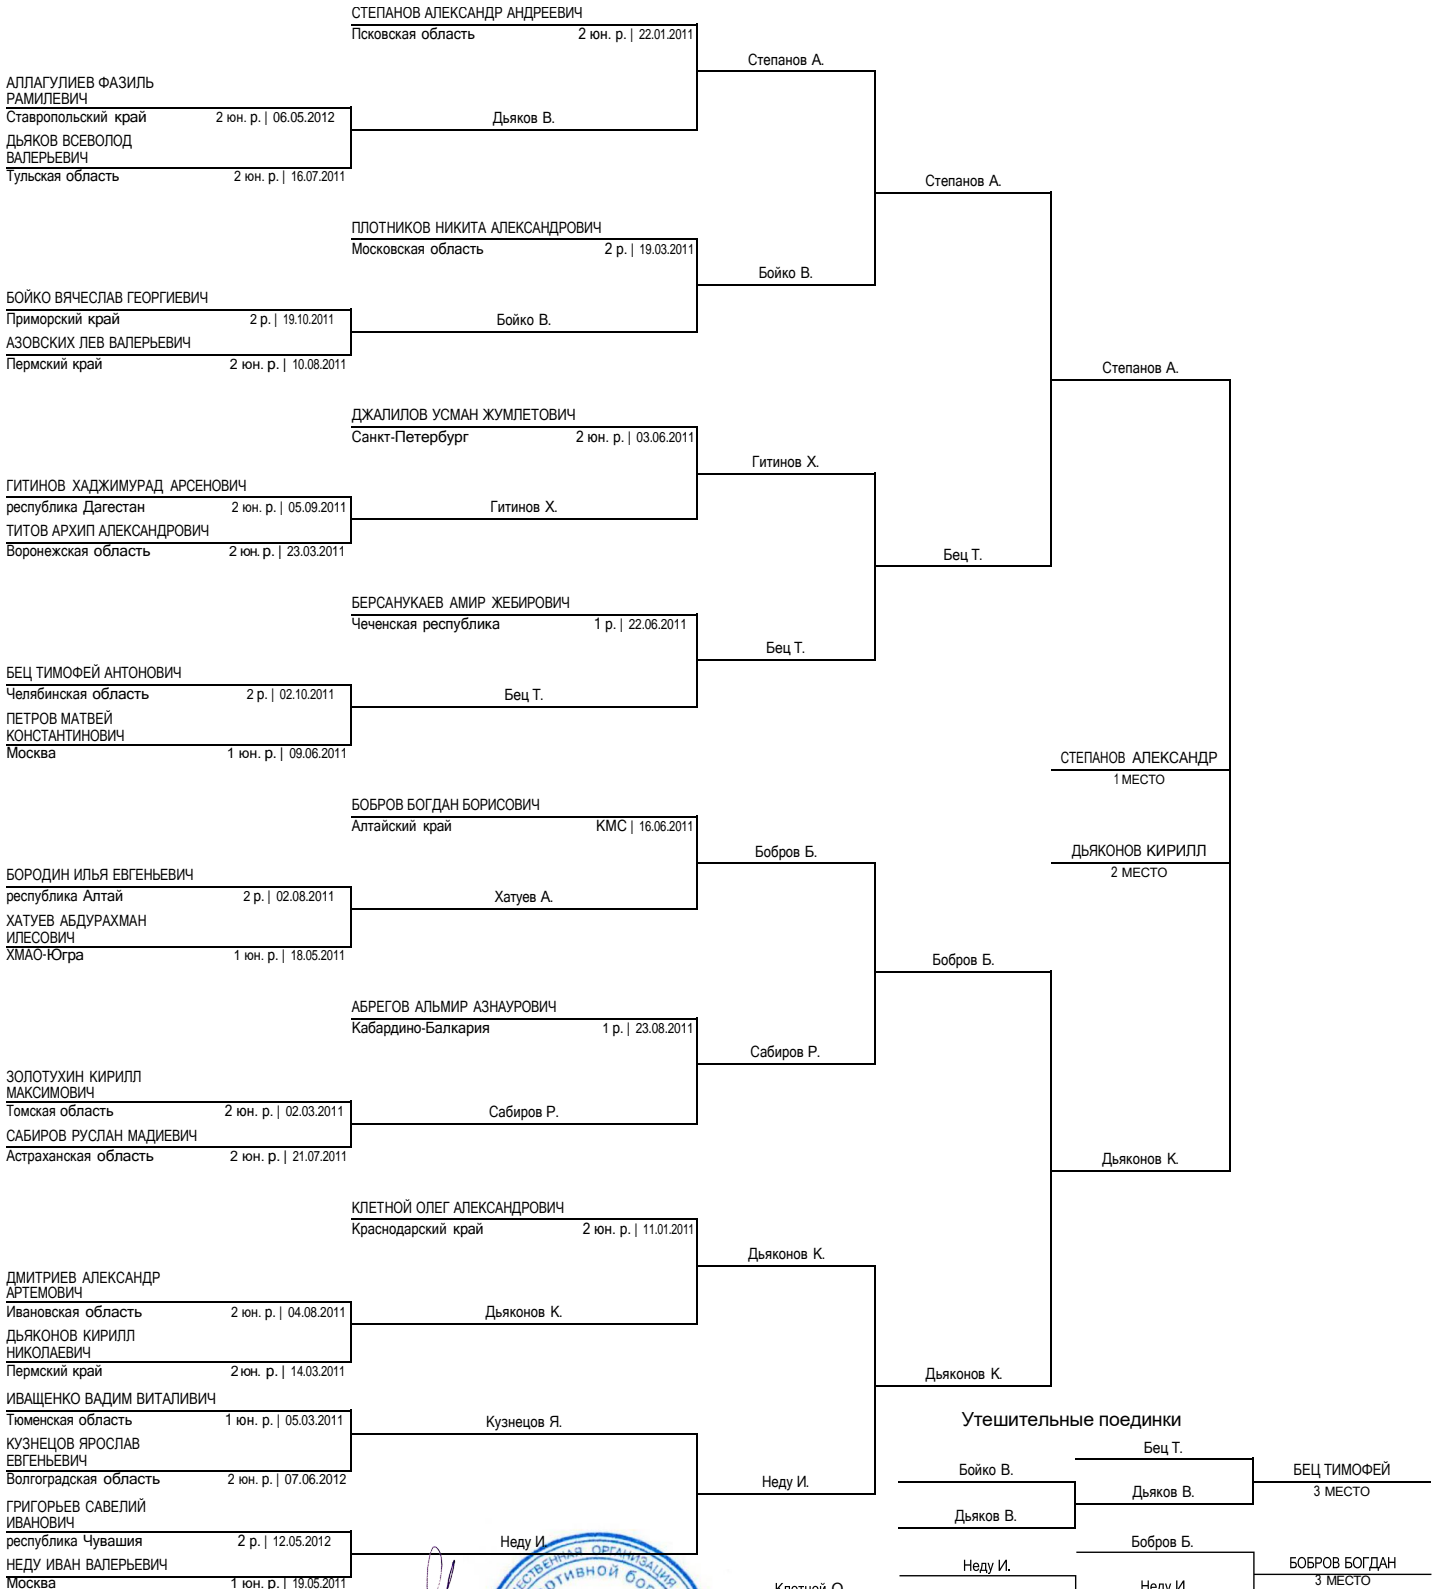 СТЕПАНОВ АЛЕКСАНДР АНДРЕЕВИЧ
Псковская область 2 юн. р. | 22.01.2011
Степанов А.
АЛЛАГУЛИЕВ ФАЗИЛЬ
РАМИЛЕВИЧ
Ставропольский край 2 юн. р. | 06.05.2012
Дьяков В.
ДЬЯКОВ ВСЕВОЛОД
ВАЛЕРЬЕВИЧ
Тульская область 2 юн. р. | 16.07.2011
Степанов А.
ПЛОТНИКОВ НИКИТА АЛЕКСАНДРОВИЧ
Московская область 2 р. | 19.03.2011
Бойко В.
БОЙКО ВЯЧЕСЛАВ ГЕОРГИЕВИЧ
Приморский край 2 р. | 19.10.2011
Бойко В.
АЗОВСКИХ ЛЕВ ВАЛЕРЬЕВИЧ
Пермский край 2 юн. р. | 10.08.2011
Степанов А.
ДЖАЛИЛОВ УСМАН ЖУМЛЕТОВИЧ
Санкт-Петербург 2 юн. р. | 03.06.2011
Гитинов Х.
ГИТИНОВ ХАДЖИМУРАД АРСЕНОВИЧ
республика Дагестан 2 юн. р. | 05.09.2011
Гитинов Х.
ТИТОВ АРХИП АЛЕКСАНДРОВИЧ
Воронежская область 2 юн. р. | 23.03.2011
Бец Т.
БЕРСАНУКАЕВ АМИР ЖЕБИРОВИЧ
Чеченская республика 1 р. | 22.06.2011
Бец Т.
БЕЦ ТИМОФЕЙ АНТОНОВИЧ
Челябинская область 2 р. | 02.10.2011
Бец Т.
ПЕТРОВ МАТВЕЙ
КОНСТАНТИНОВИЧ
Москва 1 юн. р. | 09.06.2011
СТЕПАНОВ АЛЕКСАНДР
1 МЕСТО
БОБРОВ БОГДАН БОРИСОВИЧ
Алтайский край КМС | 16.06.2011
Бобров Б.
ДЬЯКОНОВ КИРИЛЛ
2 МЕСТО
БОРОДИН ИЛЬЯ ЕВГЕНЬЕВИЧ
республика Алтай 2 р. | 02.08.2011
Хатуев А.
ХАТУЕВ АБДУРАХМАН
ИЛЕСОВИЧ
ХМАО-Югра 1 юн. р. | 18.05.2011
Бобров Б.
АБРЕГОВ АЛЬМИР АЗНАУРОВИЧ
Кабардино-Балкария 1 р. | 23.08.2011
Сабиров Р.
ЗОЛОТУХИН КИРИЛЛ
МАКСИМОВИЧ
Томская область 2 юн. р. | 02.03.2011
Сабиров Р.
САБИРОВ РУСЛАН МАДИЕВИЧ
Астраханская область 2 юн. р. | 21.07.2011
Дьяконов К.
КЛЕТНОЙ ОЛЕГ АЛЕКСАНДРОВИЧ
Краснодарский край 2 юн. р. | 11.01.2011
Дьяконов К.
ДМИТРИЕВ АЛЕКСАНДР
АРТЕМОВИЧ
Ивановская область 2 юн. р. | 04.08.2011
Дьяконов К.
ДЬЯКОНОВ КИРИЛЛ
НИКОЛАЕВИЧ
Пермский край 2 юн. р. | 14.03.2011
Дьяконов К.
ИВАЩЕНКО ВАДИМ ВИТАЛИВИЧ
Тюменская область 1 юн. р. | 05.03.2011
Кузнецов Я.
КУЗНЕЦОВ ЯРОСЛАВ
ЕВГЕНЬЕВИЧ
Волгоградская область 2 юн. р. | 07.06.2012
Неду И.
ГРИГОРЬЕВ САВЕЛИЙ
ИВАНОВИЧ
республика Чувашия 2 р. | 12.05.2012
Неду И.
НЕДУ ИВАН ВАЛЕРЬЕВИЧ
Москва 1 юн. р. | 19.05.2011
Утешительные поединки
Бец Т.
Бойко В.
БЕЦ ТИМОФЕЙ
3 МЕСТО
Дьяков В.
Дьяков В.
Бобров Б.
Неду И.
БОБРОВ БОГДАН
3 МЕСТО
Неду И.
Клетной О.
ОРГАНИЗАЦИЯ